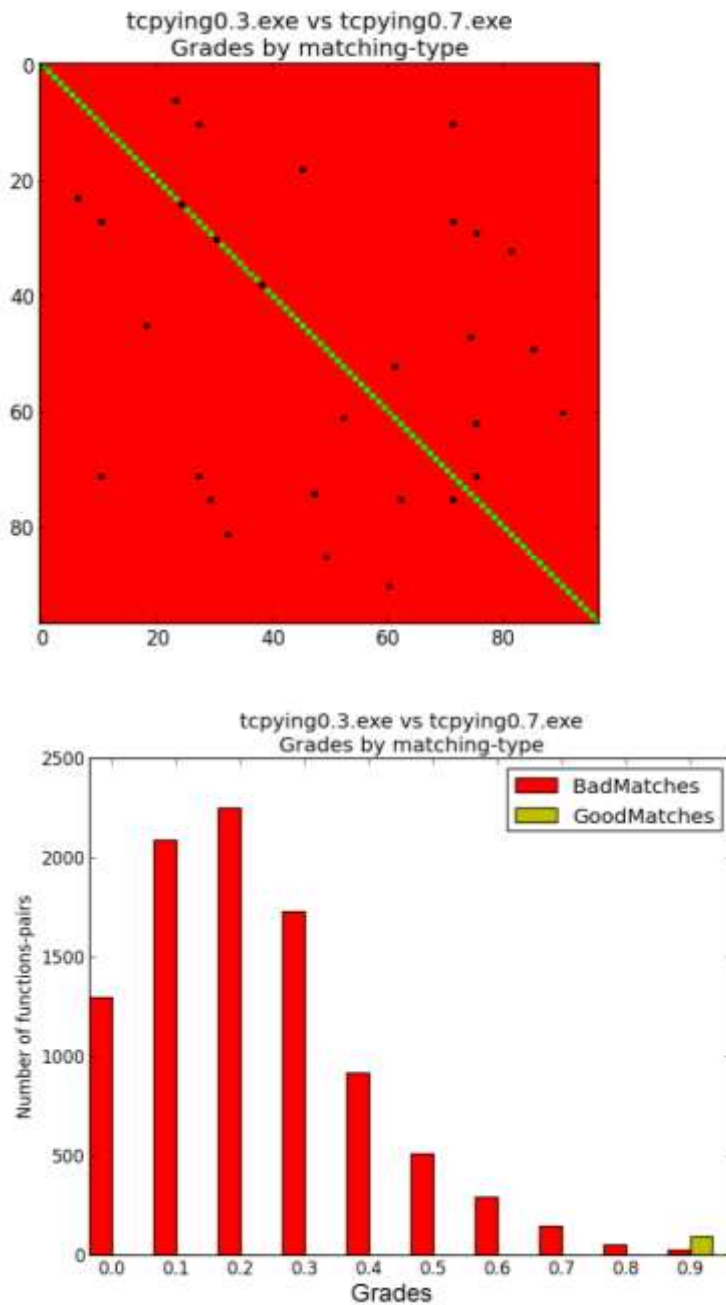 tcpying0.3.exe vs tcpying0.7.exe
Grades by matching-type
0
20
40
60
80
0 20 40 60 80
tcpying0.3.exe vs tcpying0.7.exe
Grades by matching-type
2500
BadMatches
GoodMatches
2000
1500
1000
500
0
Number of functions-pairs
0.0 0.1 0.2 0.3 0.4 0.5 0.6 0.7 0.8 0.9
Grades